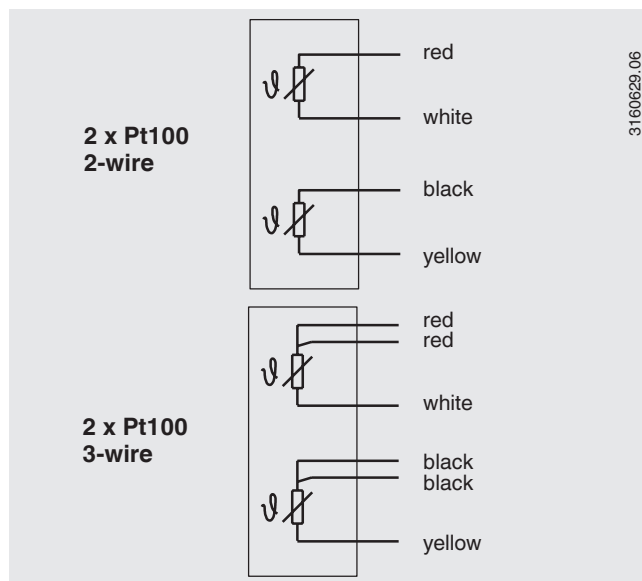 2 x Pt100
2-wire
ϑ
red
white
ϑ
black
yellow
2 x Pt100
3-wire
ϑ
red
red
white
ϑ
black
black
yellow
3160629.06